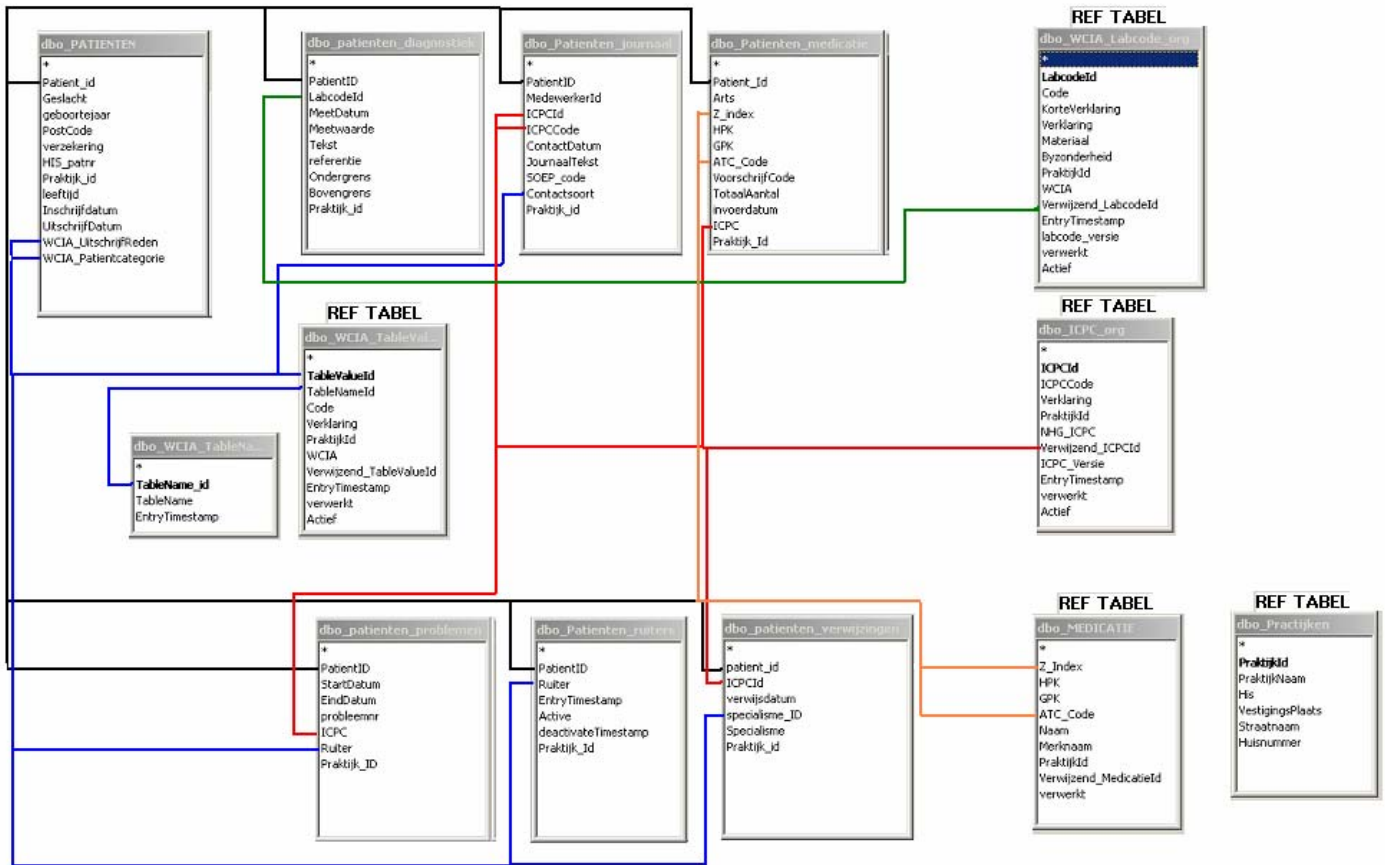 dbo_PATIENTEN
*
Patient_id
Geslacht
geboortejaar
PostCode
verzekering
HIS_patnr
Praktijk_id
leeftijd
Inschrijfdatum
UitschrijfDatum
WCIA_UitschrijfReden
WCIA_Patientcategorie
dbo_patienten_diagnostiek
*
PatientID
LabcodeId
MeetDatum
Meetwaarde
Tekst
referentie
Ondergrens
Bovengrens
Praktijk_id
dbo_Patienten_journaal
*
PatientID
MedewerkerId
ICPCId
ICPCCode
ContactDatum
JournaalTekst
SOEP_code
Contactsoort
Praktijk_id
dbo_Patienten_medicatie
*
Patient_Id
Arts
Z_index
HPK
GPK
ATC_Code
VoorschrijfCode
TotaalAantal
invoerdatum
ICPC
Praktijk_Id
REF TABEL
dbo_WCIA_Labcode_org
*
LabcodeId
Code
KorteVerklaring
Verklaring
Materiaal
Byzonderheid
PraktijkId
WCIA
Verwijzend_LabcodeId
EntryTimestamp
labcode_versie
verwerkt
Actief
REF TABEL
dbo_WCIA_TableVal...
*
TableValueId
TableNameId
Code
Verklaring
PraktijkId
WCIA
Verwijzend_TableValueId
EntryTimestamp
verwerkt
Actief
dbo_WCIA_TableNa...
*
TableName_id
TableName
EntryTimestamp
REF TABEL
dbo_ICPC_org
*
ICPCId
ICPCCode
Verklaring
PraktijkId
NHG_ICPC
Verwijzend_ICPCId
ICPC_Versie
EntryTimestamp
verwerkt
Actief
dbo_patienten_problemen
*
PatientID
StartDatum
EindDatum
probleemnr
ICPC
Ruiter
Praktijk_ID
dbo_Patienten_ruiters
*
PatientID
Ruiter
EntryTimestamp
Active
deactivateTimestamp
Praktijk_Id
dbo_patienten_verwijzingen
*
patient_id
ICPCId
verwijsdatum
specialisme_ID
Specialisme
Praktijk_id
REF TABEL
dbo_MEDICATIE
*
Z_Index
HPK
GPK
ATC_Code
Naam
Merknaam
PraktijkId
Verwijzend_MedicatieId
verwerkt
REF TABEL
dbo_Practijken
*
PraktijkId
PraktijkNaam
His
VestigingsPlaats
Straatnaam
Huisnummer